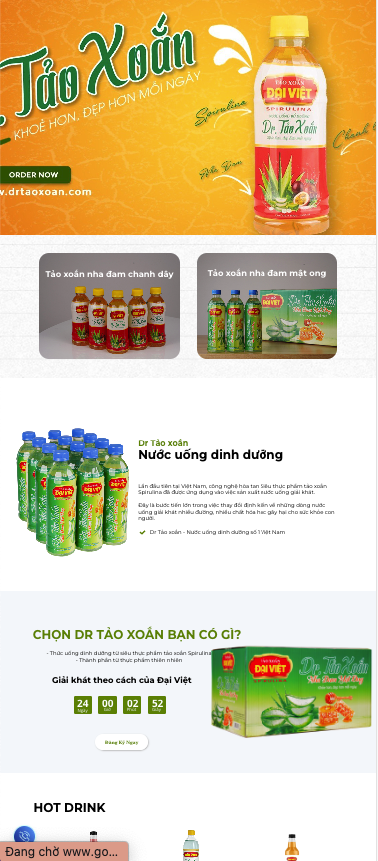 Dr. Tảo Xoắn
KHOẺ HƠN, ĐẸP HƠN MỖI NGÀY
ORDER NOW
w.drtaoxoan.com
Spirulina
Nha Đam
Chanh
TẢO XOẮN
ĐẠI VIỆT
SPIRULINA
Dr. Tảo Xoắn
Tảo xoắn nha đam chanh dây
Tảo xoắn nha đam mật ong
ĐẠI VIỆT
Dr Tảo xoắn
Nước uống dinh dưỡng
Lần đầu tiên tại Việt Nam, công nghệ hòa tan Siêu thực phẩm tảo xoắn
Spirulina đã được ứng dụng vào việc sản xuất nước uống giải khát.
Đây là bước tiến lớn trong việc thay đổi định kiến về những dòng nước
uống giải khát nhiều đường, nhiều chất hóa học gây hại cho sức khỏe con
người.
Dr Tảo xoắn - Nước uống dinh dưỡng số 1 Việt Nam
CHỌN DR TẢO XOẮN BẠN CÓ GÌ?
- Thức uống dinh dưỡng từ siêu thực phẩm tảo xoắn Spirulina
- Thành phần từ thực phẩm thiên nhiên
Giải khát theo cách của Đại Việt
24 00 02 52
Ngày Giờ Phút Giây
Đăng Ký Ngay
ĐẠI VIỆT
SPIRULINA
Dr. Tảo Xoắn
Nha Đam Mật Ong
HOT DRINK
Đang chờ www.go...